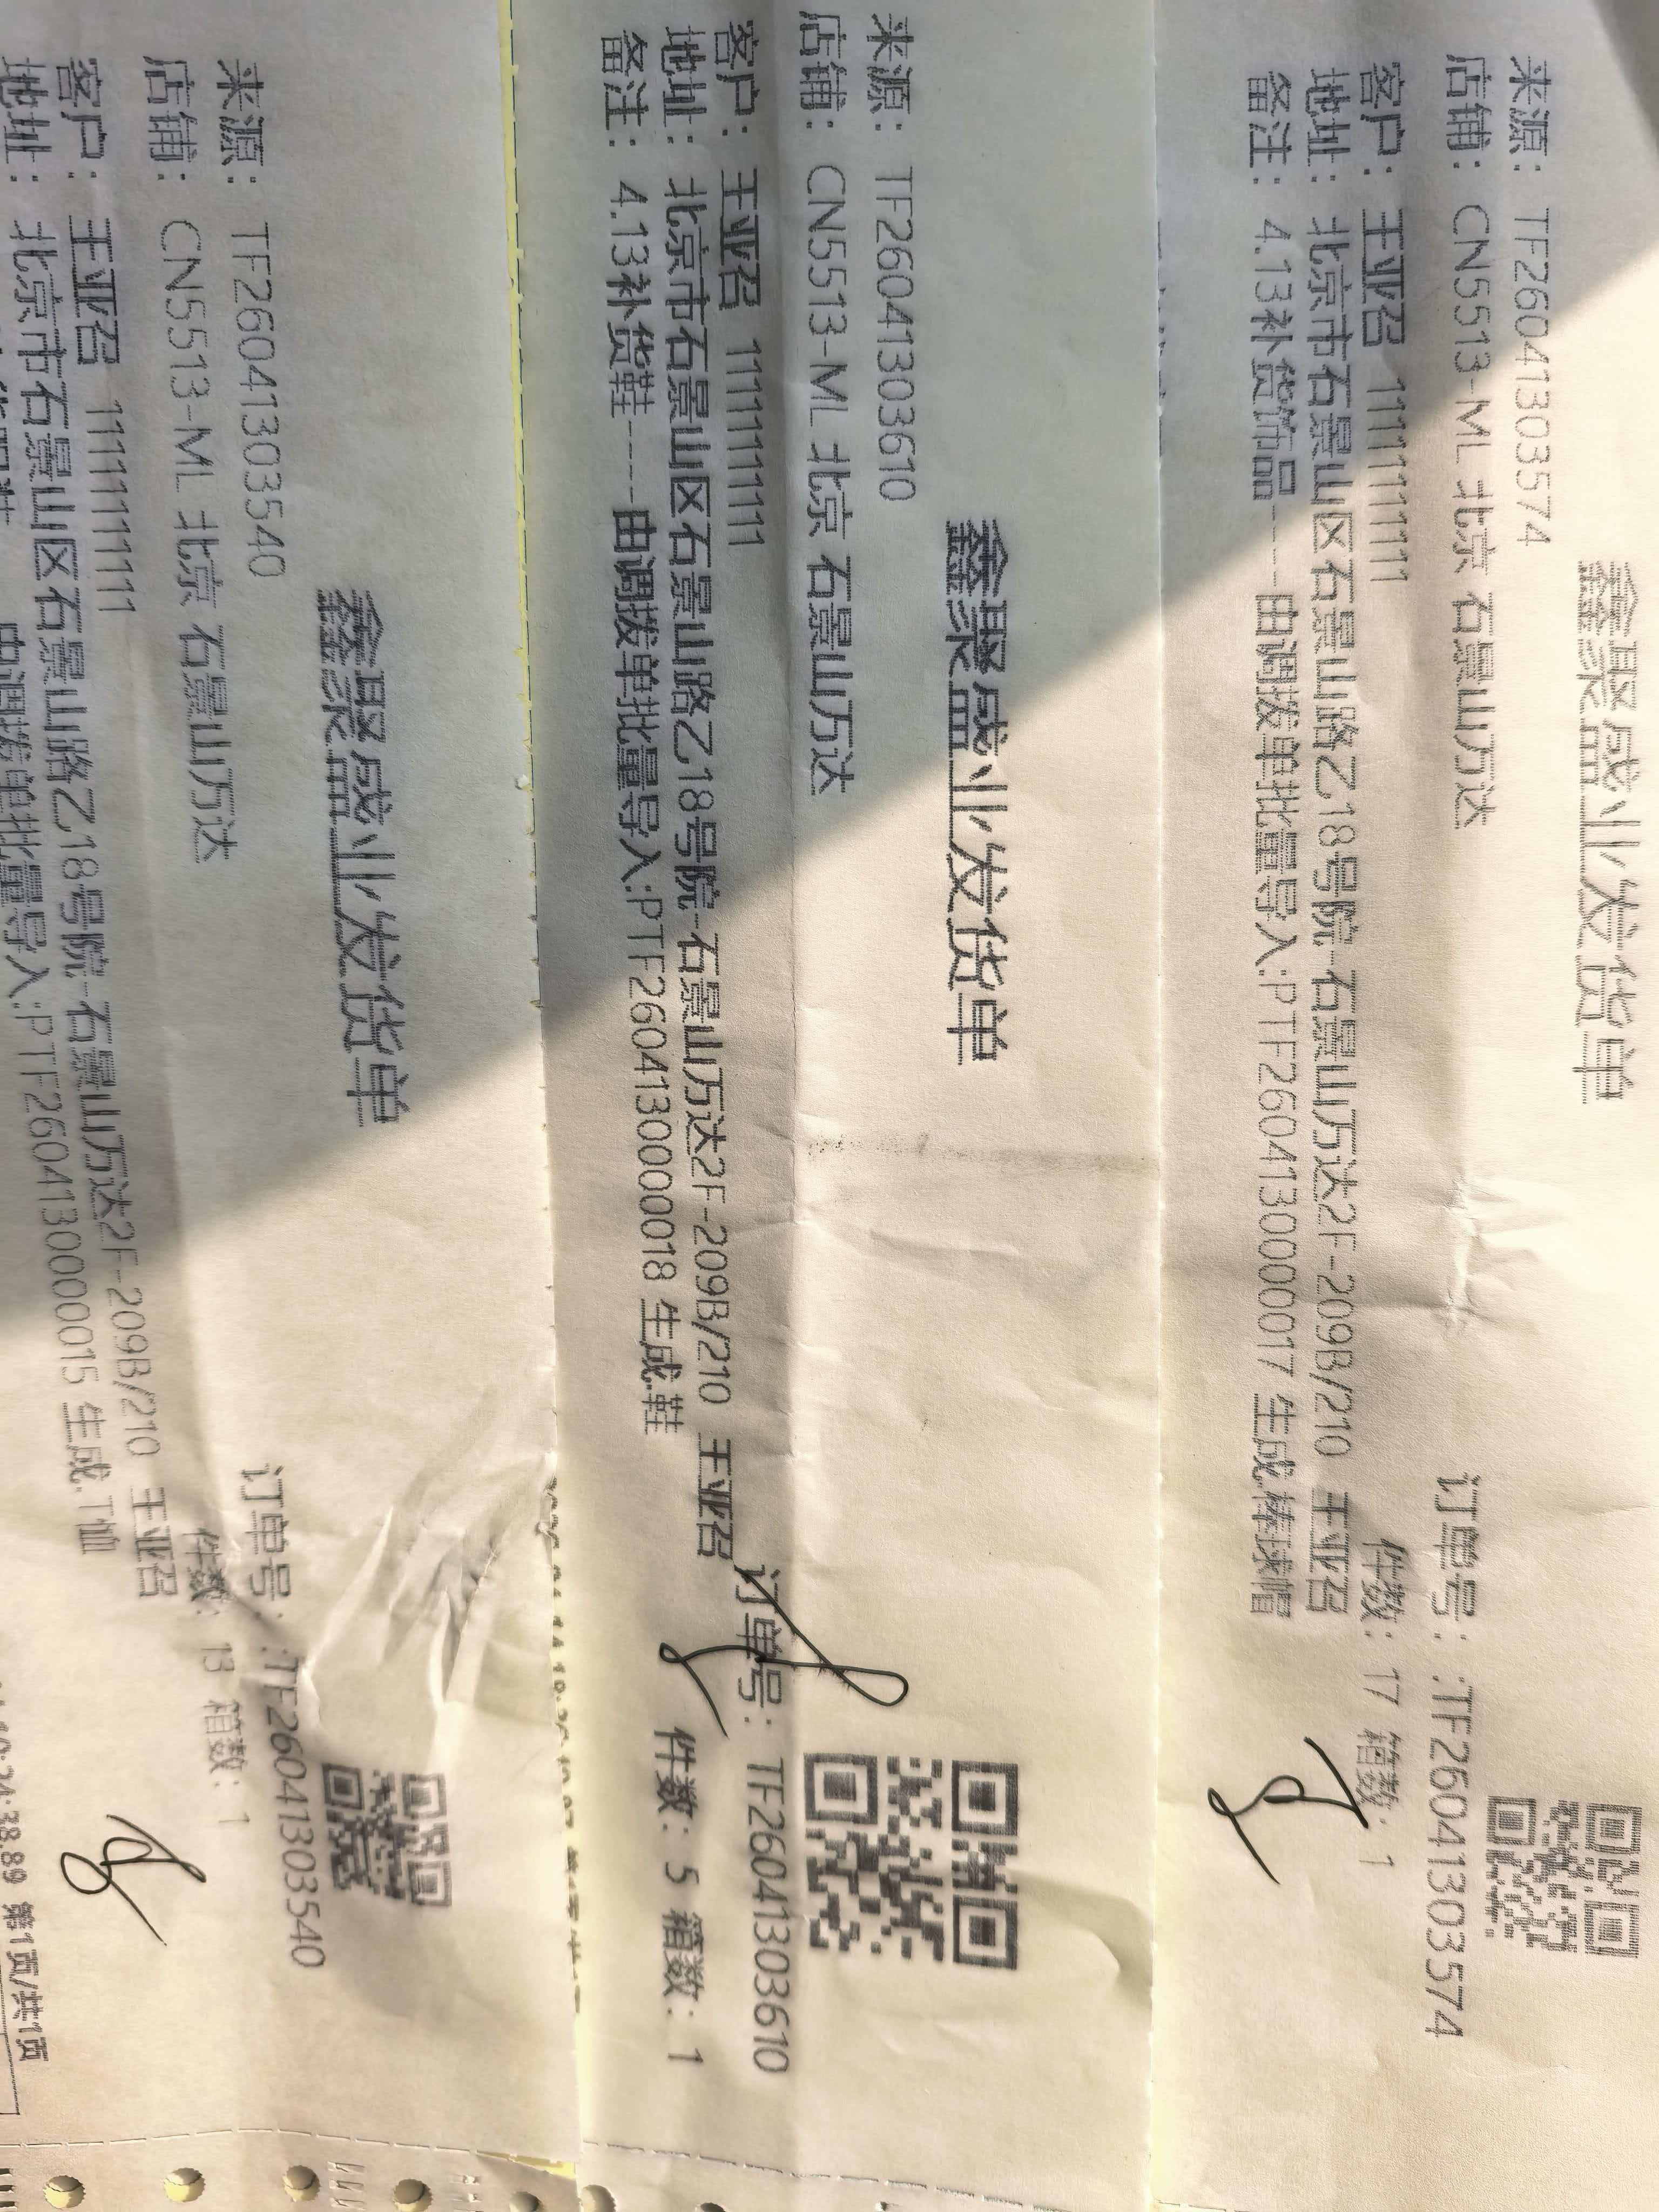 鑫聚盛业发货单
来源: TF26041303574
订单号: :TF26041303574
店铺: CN5513-ML 北京 石景山万达
件数: 17 箱数: 1
客户: 王亚召 11111111111
地址: 北京市石景山区石景山路乙18号院-石景山万达2F-209B/210 王亚召
备注: 4.13补货饰品----由调拨单批量导入:PTF260413000017 生成.棒球帽
鑫聚盛业发货单
来源: TF26041303610
订单号: TF26041303610
店铺: CN5513-ML 北京 石景山万达
件数: 5 箱数: 1
客户: 王亚召 11111111111
地址: 北京市石景山区石景山路乙18号院-石景山万达2F-209B/210 王亚召
备注: 4.13补货鞋----由调拨单批量导入:PTF260413000018 生成.鞋
鑫聚盛业发货单
来源: TF26041303540
订单号: :TF26041303540
店铺: CN5513-ML 北京 石景山万达
件数: 13 箱数: 1
客户: 王亚召 11111111111
地址: 北京市石景山区石景山路乙18号院-石景山万达2F-209B/210 王亚召
由调拨单批量导入:PTF260413000015 生成.T恤
:34:38.89 第1页/共1页